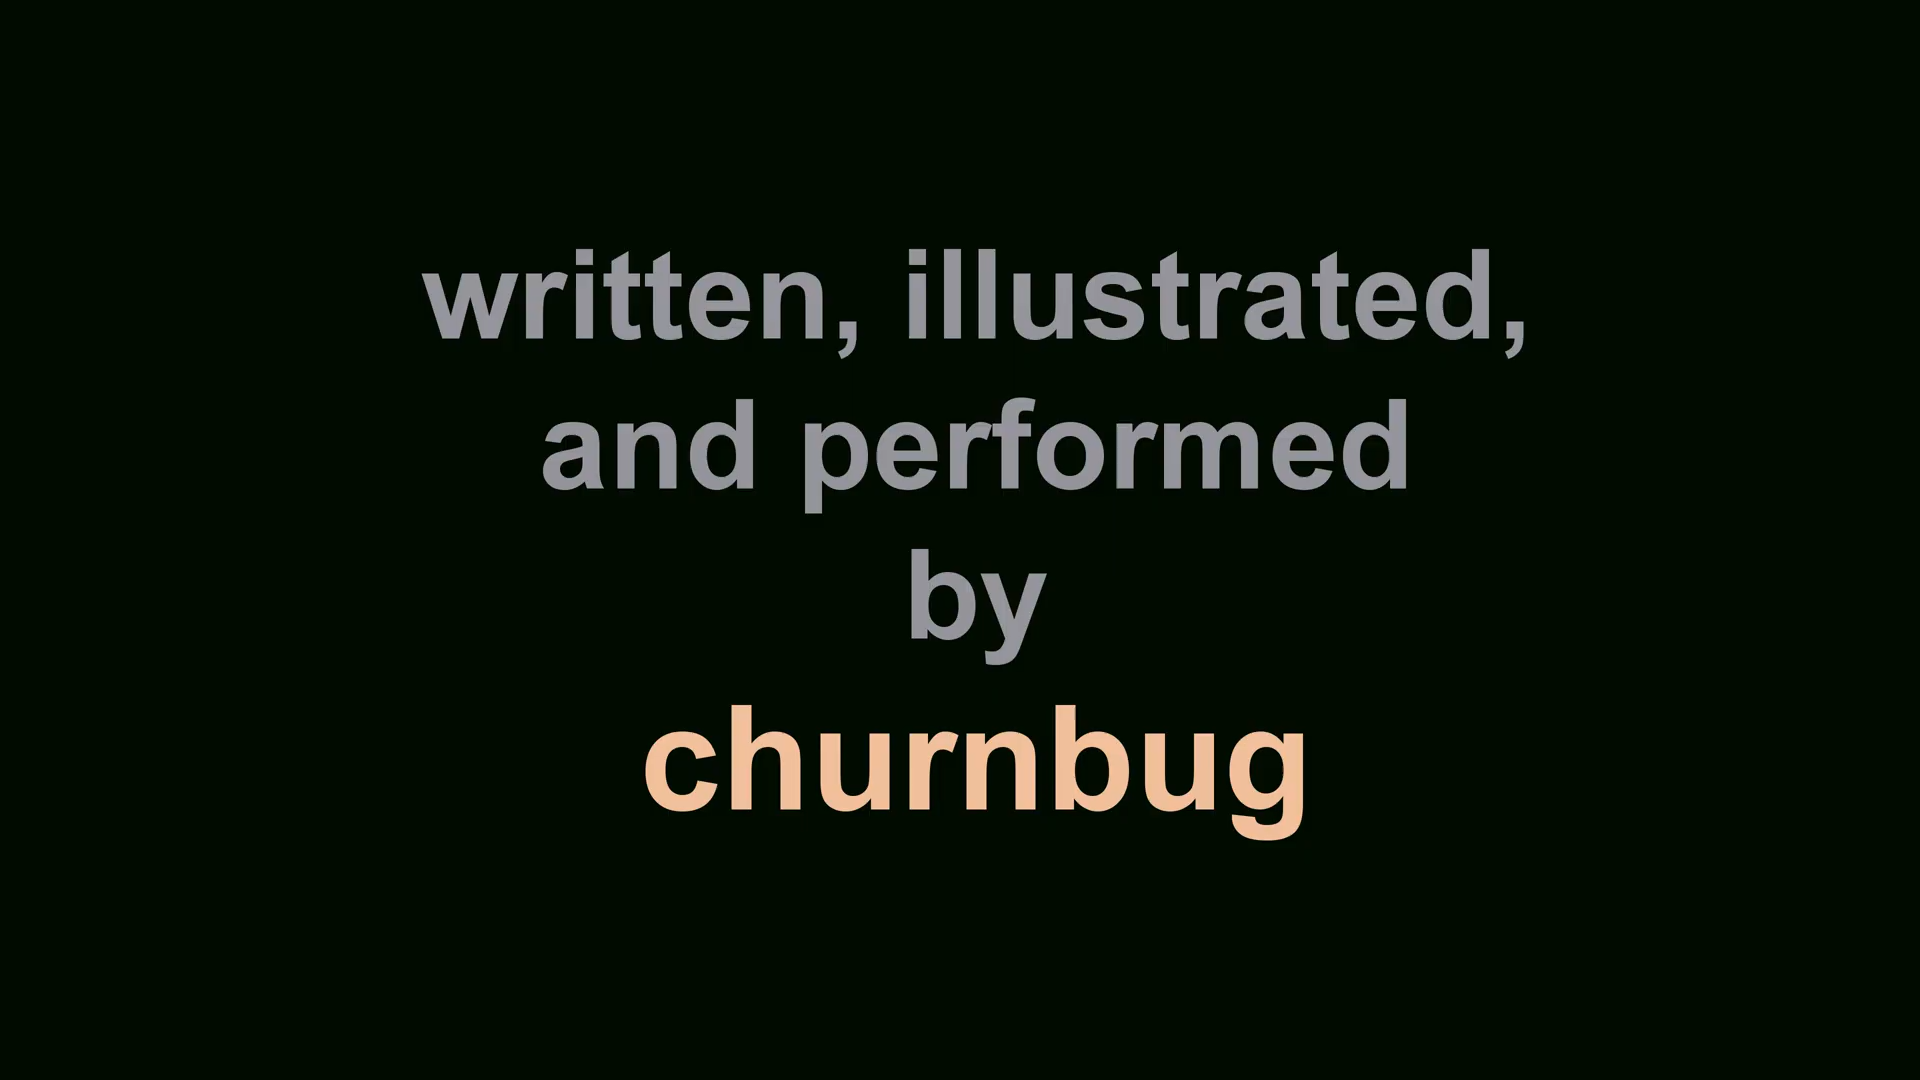 written, illustrated,
and performed
by
churnbug